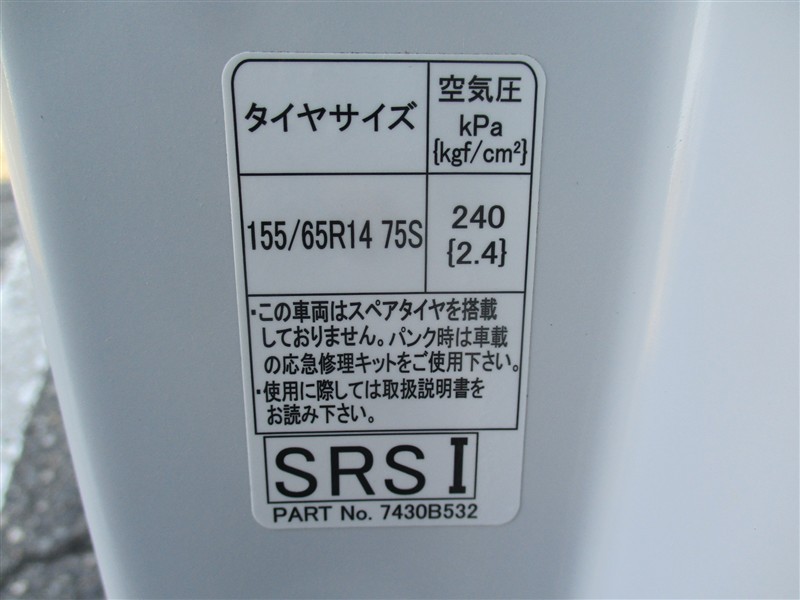 タイヤサイズ
空気圧
kPa
{kgf/cm²}
155/65R14 75S
240
{2.4}
・この車両はスペアタイヤを搭載
しておりません。パンク時は車載
の応急修理キットをご使用下さい。
・使用に際しては取扱説明書を
お読み下さい。
SRS I
PART No. 7430B532